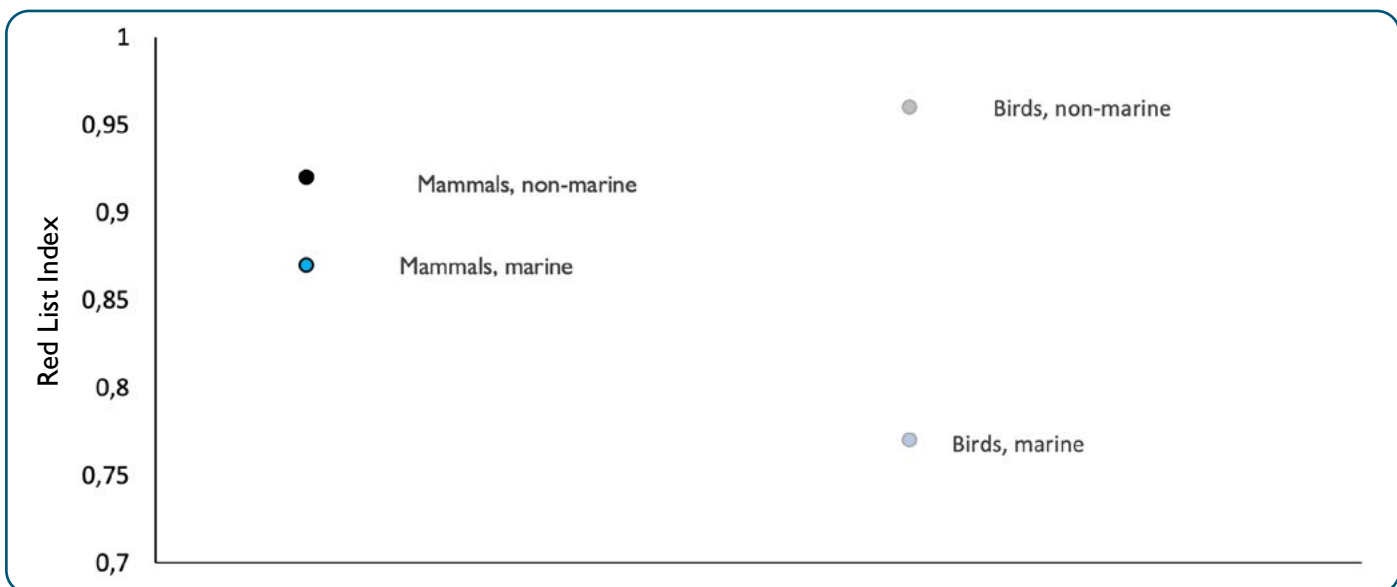 Red List Index
1
0,95
0,9
0,85
0,8
0,75
0,7
Birds, non-marine
Mammals, non-marine
Mammals, marine
Birds, marine